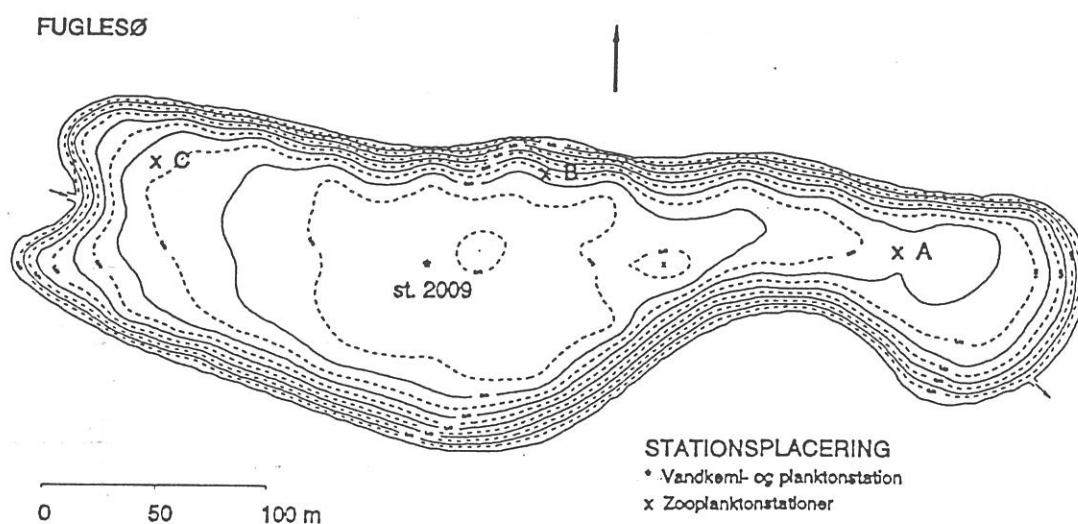 FUGLESØ
C
B
A
st. 2009
STATIONSPLACERING
* Vandkemi- og planktonstation
x Zooplanktonstationer
0 50 100 m